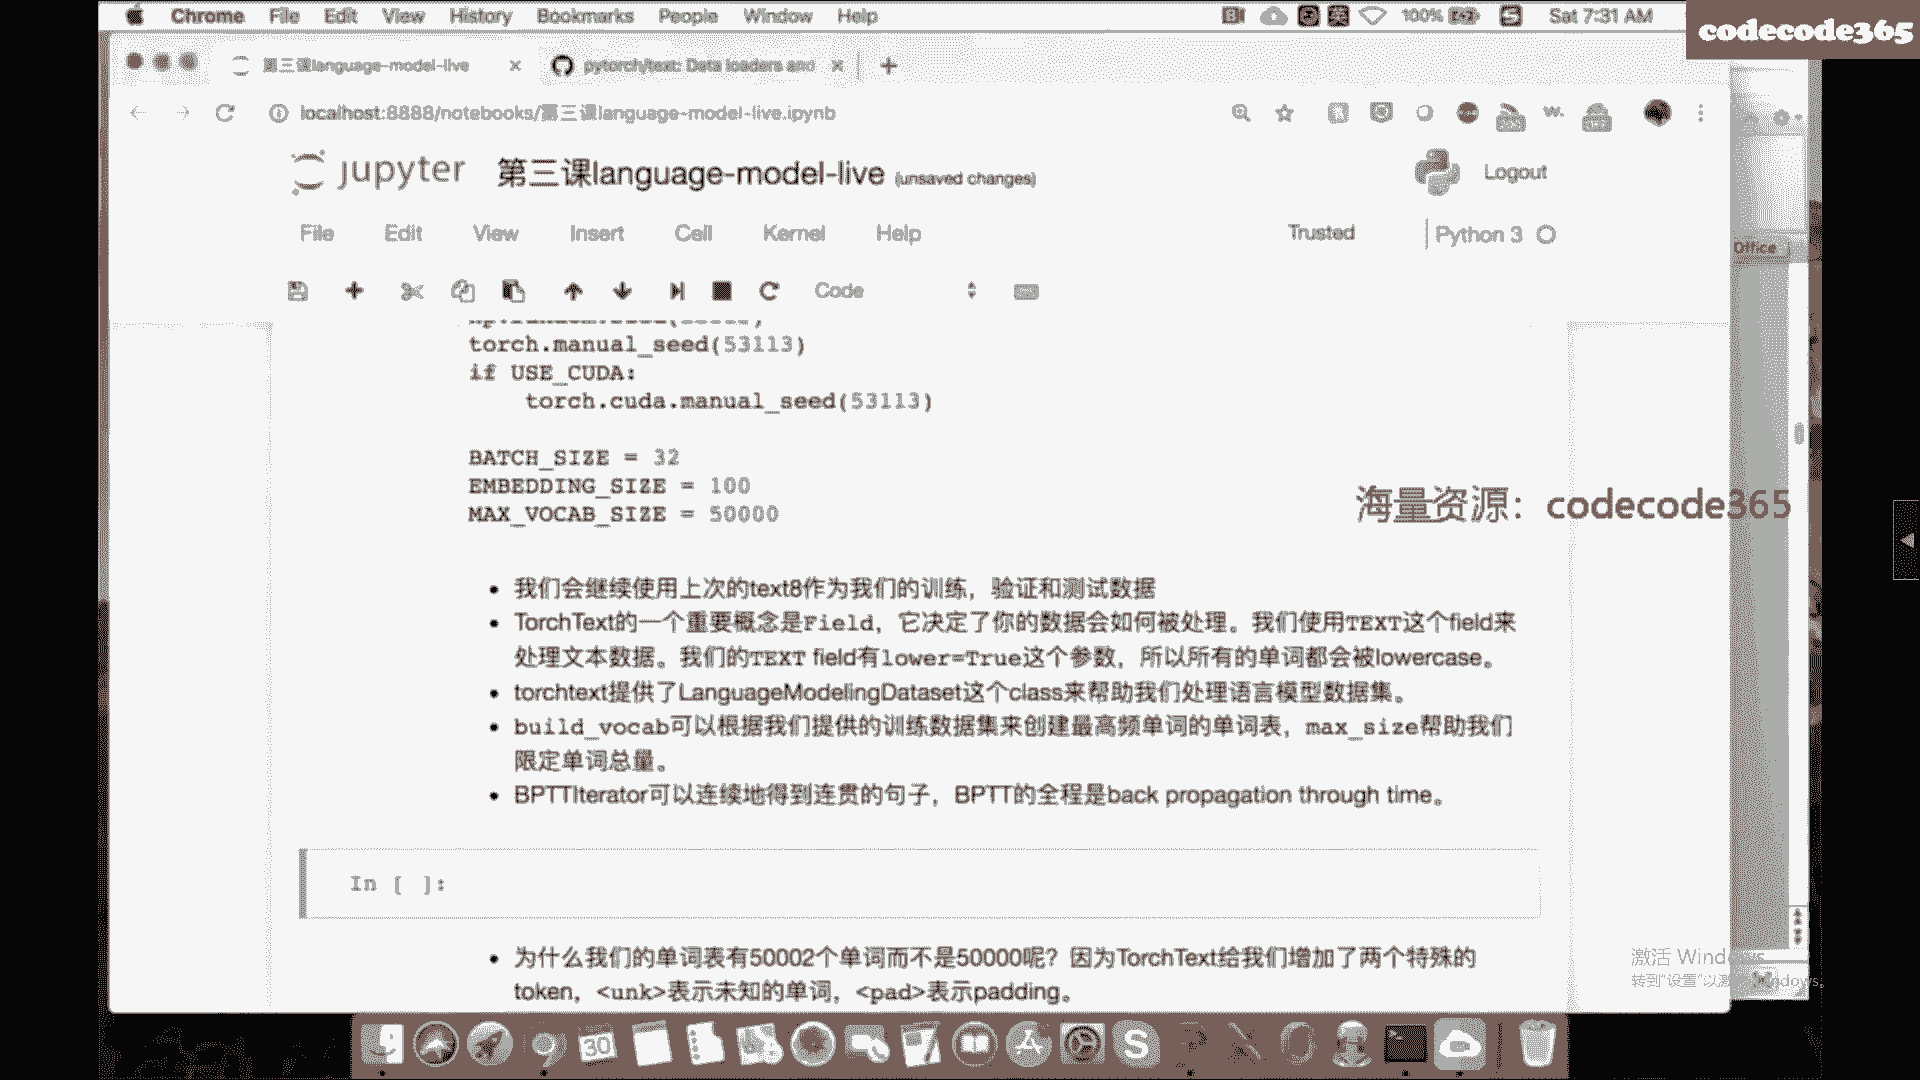 Chrome File Edit View History Bookmarks People Window Help 100% Sat 7:31 AM
codecode365
第三课language-model-live
pytorch/text: Data loaders and
localhost:8888/notebooks/第三课language-model-live.ipynb
jupyter 第三课language-model-live (unsaved changes)
Logout
File Edit View Insert Cell Kernel Help
Trusted Python 3
Office
Code
torch.manual_seed(53113)
if USE_CUDA:
torch.cuda.manual_seed(53113)
BATCH_SIZE = 32
EMBEDDING_SIZE = 100
MAX_VOCAB_SIZE = 50000
海量资源：codecode365
我们会继续使用上次的text8作为我们的训练，验证和测试数据
TorchText的一个重要概念是Field，它决定了你的数据会如何被处理。我们使用TEXT这个field来
处理文本数据。我们的TEXT field有lower=True这个参数，所以所有的单词都会被lowercase。
torchtext提供了LanguageModelingDataset这个class来帮助我们处理语言模型数据集。
build_vocab可以根据我们提供的训练数据集来创建最高频单词的单词表，max_size帮助我们
限定单词总量。
BPTTIterator可以连续地得到连贯的句子，BPTT的全程是back propagation through time。
In [ ]:
为什么我们的单词表有50002个单词而不是50000呢？因为TorchText给我们增加了两个特殊的
token，<unk>表示未知的单词，<pad>表示padding。
激活 Windows
转到"设置"以激活 Windows。
30